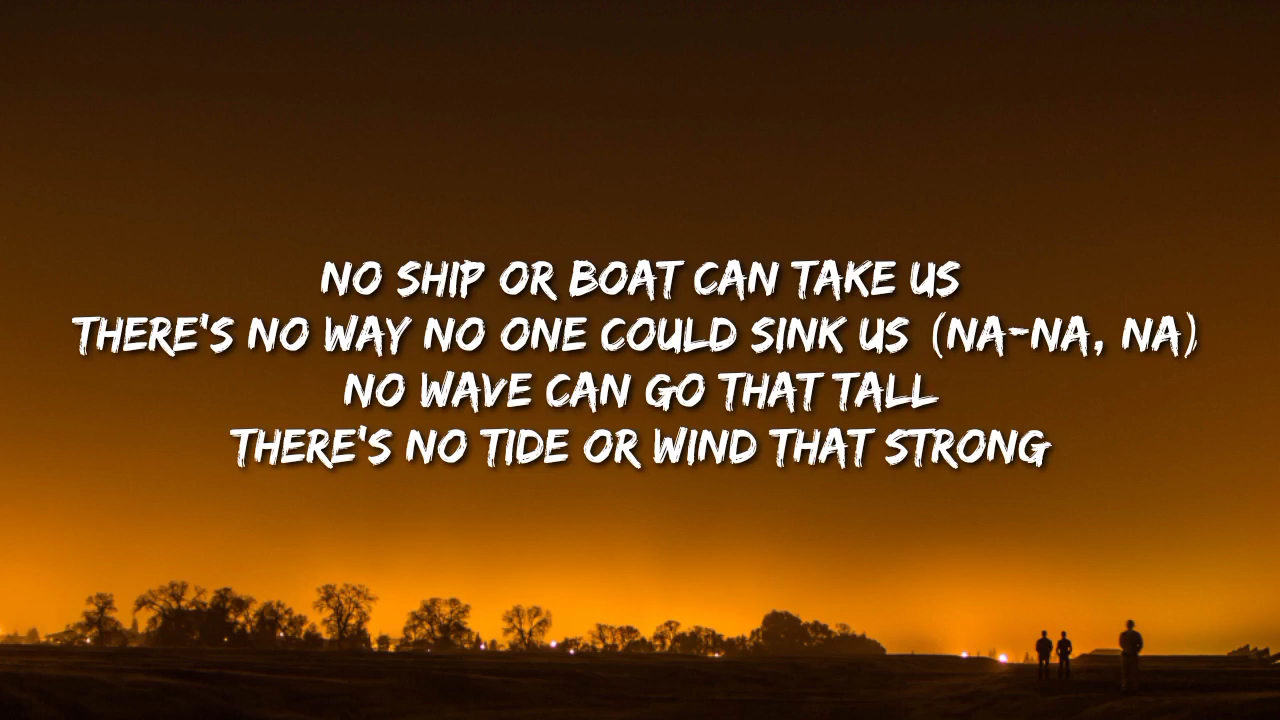 NO SHIP OR BOAT CAN TAKE US
THERE'S NO WAY NO ONE COULD SINK US (NA-NA, NA)
NO WAVE CAN GO THAT TALL
THERE'S NO TIDE OR WIND THAT STRONG